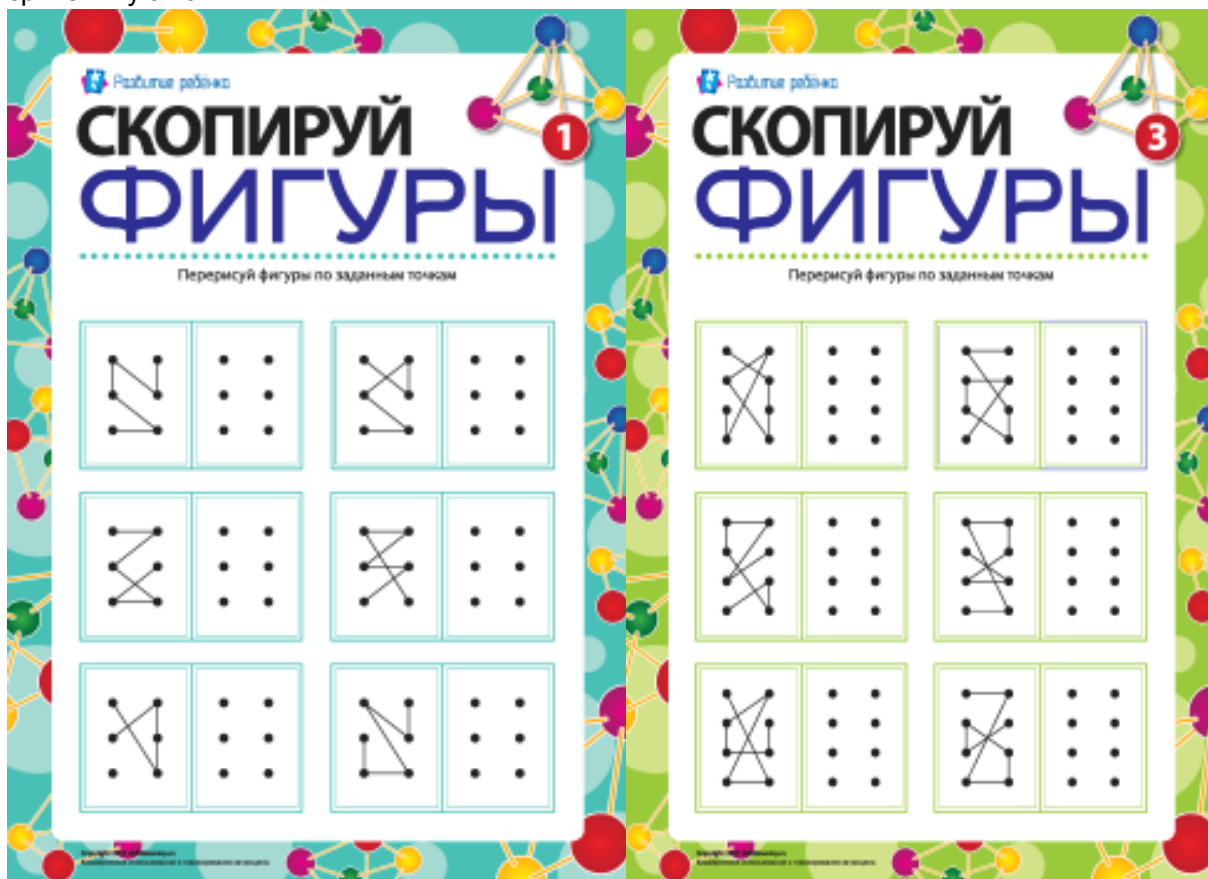 Развитие ребёнка
СКОПИРУЙ
1
ФИГУРЫ
Перерисуй фигуры по заданным точкам
Развитие ребёнка
СКОПИРУЙ
3
ФИГУРЫ
Перерисуй фигуры по заданным точкам